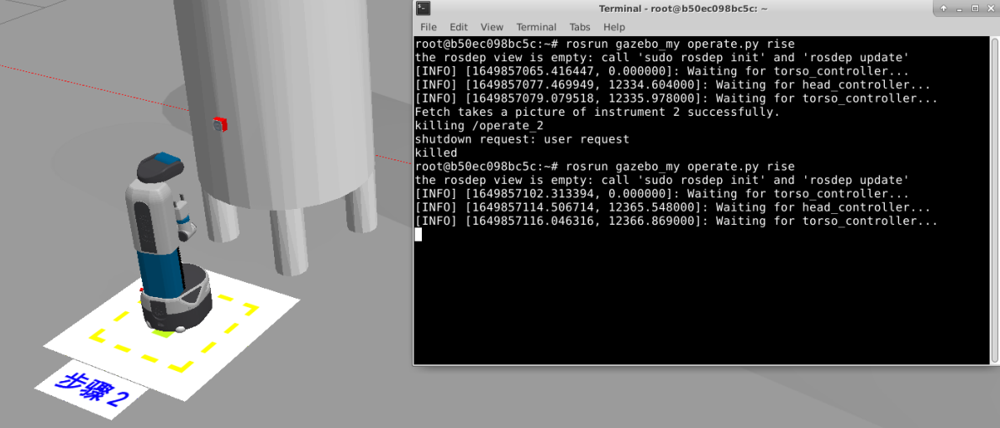 Terminal - root@b50ec098bc5c: ~
File Edit View Terminal Tabs Help
root@b50ec098bc5c:~# rosrun gazebo_my operate.py rise
the rosdep view is empty: call 'sudo rosdep init' and 'rosdep update'
[INFO] [1649857065.416447, 0.000000]: Waiting for torso_controller...
[INFO] [1649857077.469949, 12334.604000]: Waiting for head_controller...
[INFO] [1649857079.079518, 12335.978000]: Waiting for torso_controller...
Fetch takes a picture of instrument 2 successfully.
killing /operate_2
shutdown request: user request
killed
root@b50ec098bc5c:~# rosrun gazebo_my operate.py rise
the rosdep view is empty: call 'sudo rosdep init' and 'rosdep update'
[INFO] [1649857102.313394, 0.000000]: Waiting for torso_controller...
[INFO] [1649857114.506714, 12365.548000]: Waiting for head_controller...
[INFO] [1649857116.046316, 12366.869000]: Waiting for torso_controller...
步骤2